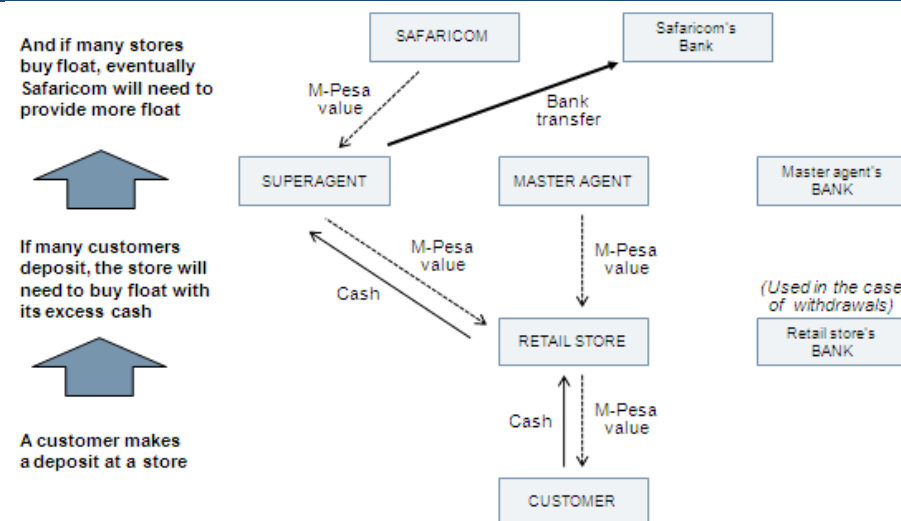 And if many stores
buy float, eventually
Safaricom will need to
provide more float
SAFARICOM
Safaricom's
Bank
M-Pesa
value
Bank
transfer
SUPERAGENT
MASTER AGENT
Master agent's
BANK
If many customers
deposit, the store will
need to buy float with
its excess cash
M-Pesa
value
Cash
M-Pesa
value
(Used in the case
of withdrawals)
RETAIL STORE
Retail store's
BANK
A customer makes
a deposit at a store
Cash
M-Pesa
value
CUSTOMER